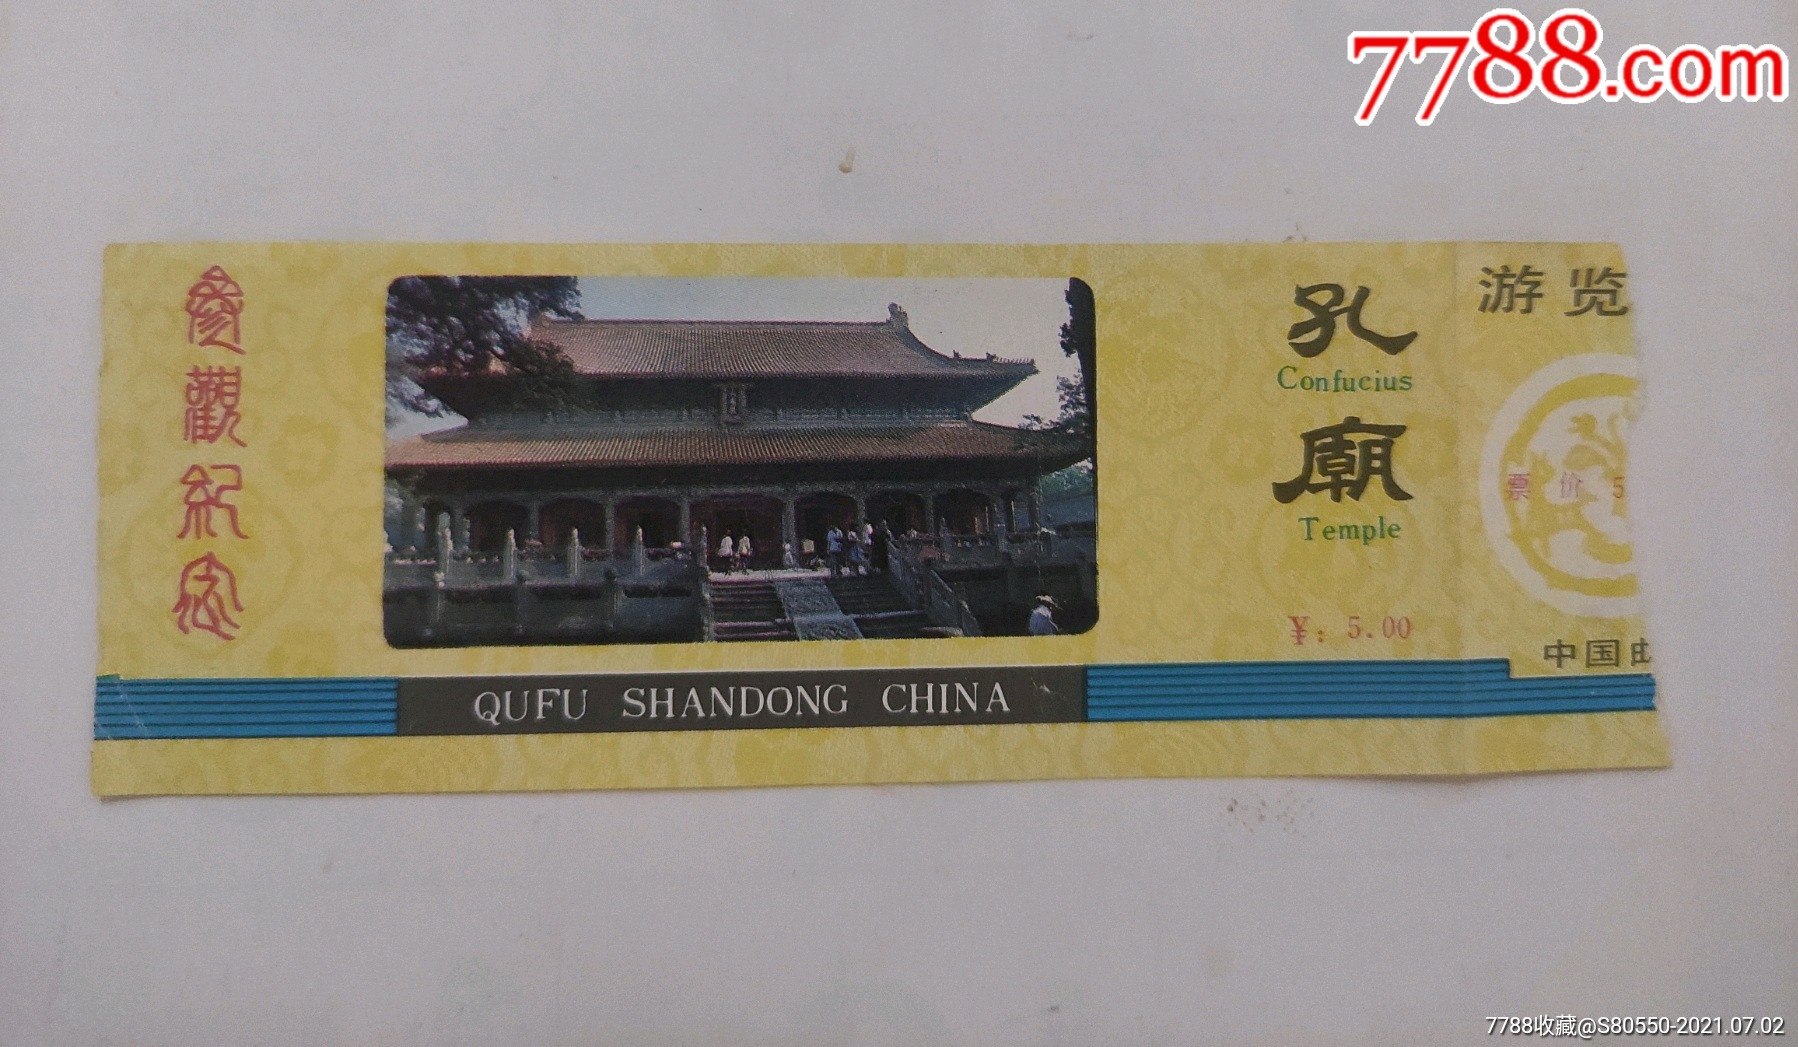 7788.com
參觀紀念
孔
Confucius
廟
Temple
¥: 5.00
游览
票价5
中国
QUFU SHANDONG CHINA
7788收藏@S80550-2021.07.02